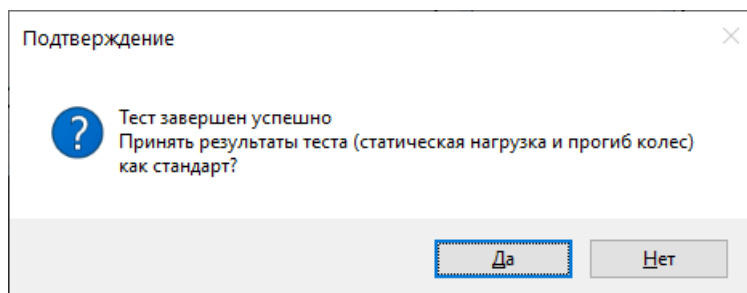 Подтверждение
Тест завершен успешно
Принять результаты теста (статическая нагрузка и прогиб колес)
как стандарт?
Да
Нет